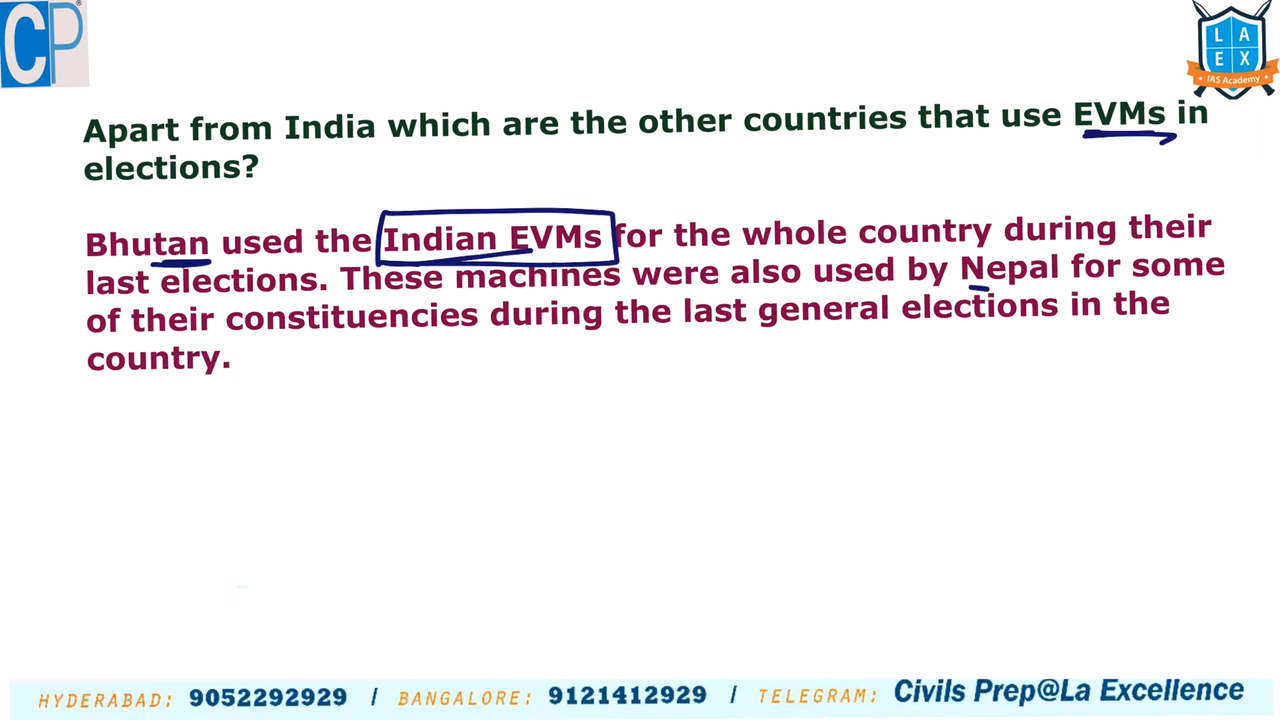 CP
LAEX
IAS Academy
Apart from India which are the other countries that use EVMs in
elections?
Bhutan used the Indian EVMs for the whole country during their
last elections. These machines were also used by Nepal for some
of their constituencies during the last general elections in the
country.
HYDERABAD: 9052292929 / BANGALORE: 9121412929 / TELEGRAM: Civils Prep@La Excellence